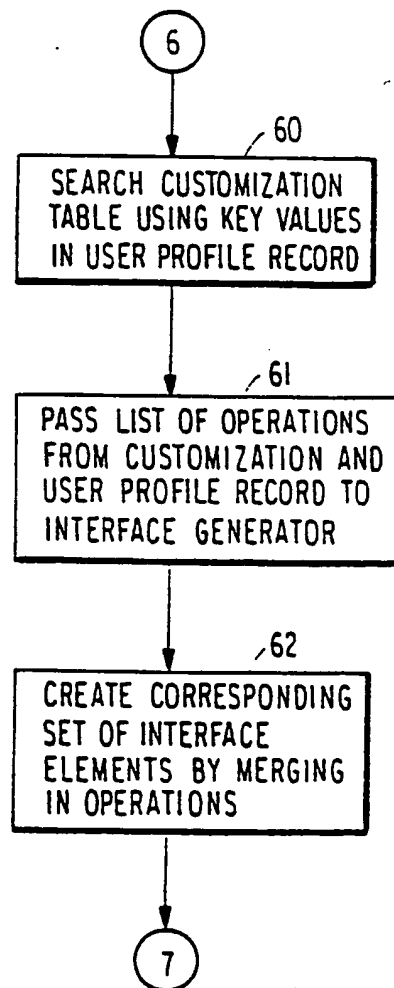 6
60
SEARCH CUSTOMIZATION
TABLE USING KEY VALUES
IN USER PROFILE RECORD
61
PASS LIST OF OPERATIONS
FROM CUSTOMIZATION AND
USER PROFILE RECORD TO
INTERFACE GENERATOR
62
CREATE CORRESPONDING
SET OF INTERFACE
ELEMENTS BY MERGING
IN OPERATIONS
7